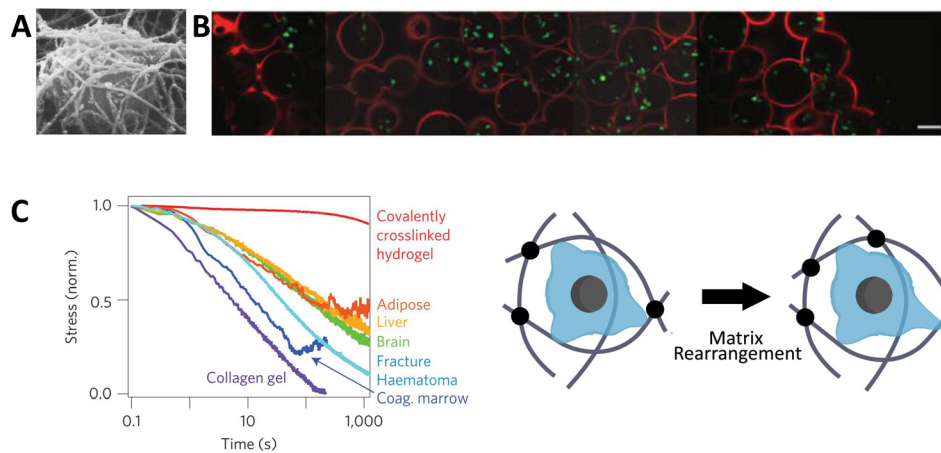 A
B
C
Stress (norm.)
1.0
0.5
0.0
0.1
10
1,000
Time (s)
Covalently
crosslinked
hydrogel
Adipose
Liver
Brain
Fracture
Haematoma
Coag. marrow
Collagen gel
Matrix
Rearrangement